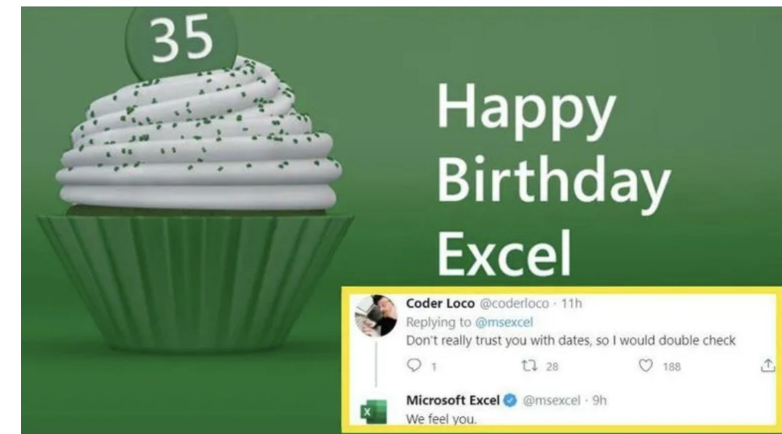 35
Happy
Birthday
Excel
Coder Loco @coderloco · 11h
Replying to @msexcel
Don't really trust you with dates, so I would double check
1 28 188
Microsoft Excel @msexcel · 9h
We feel you.